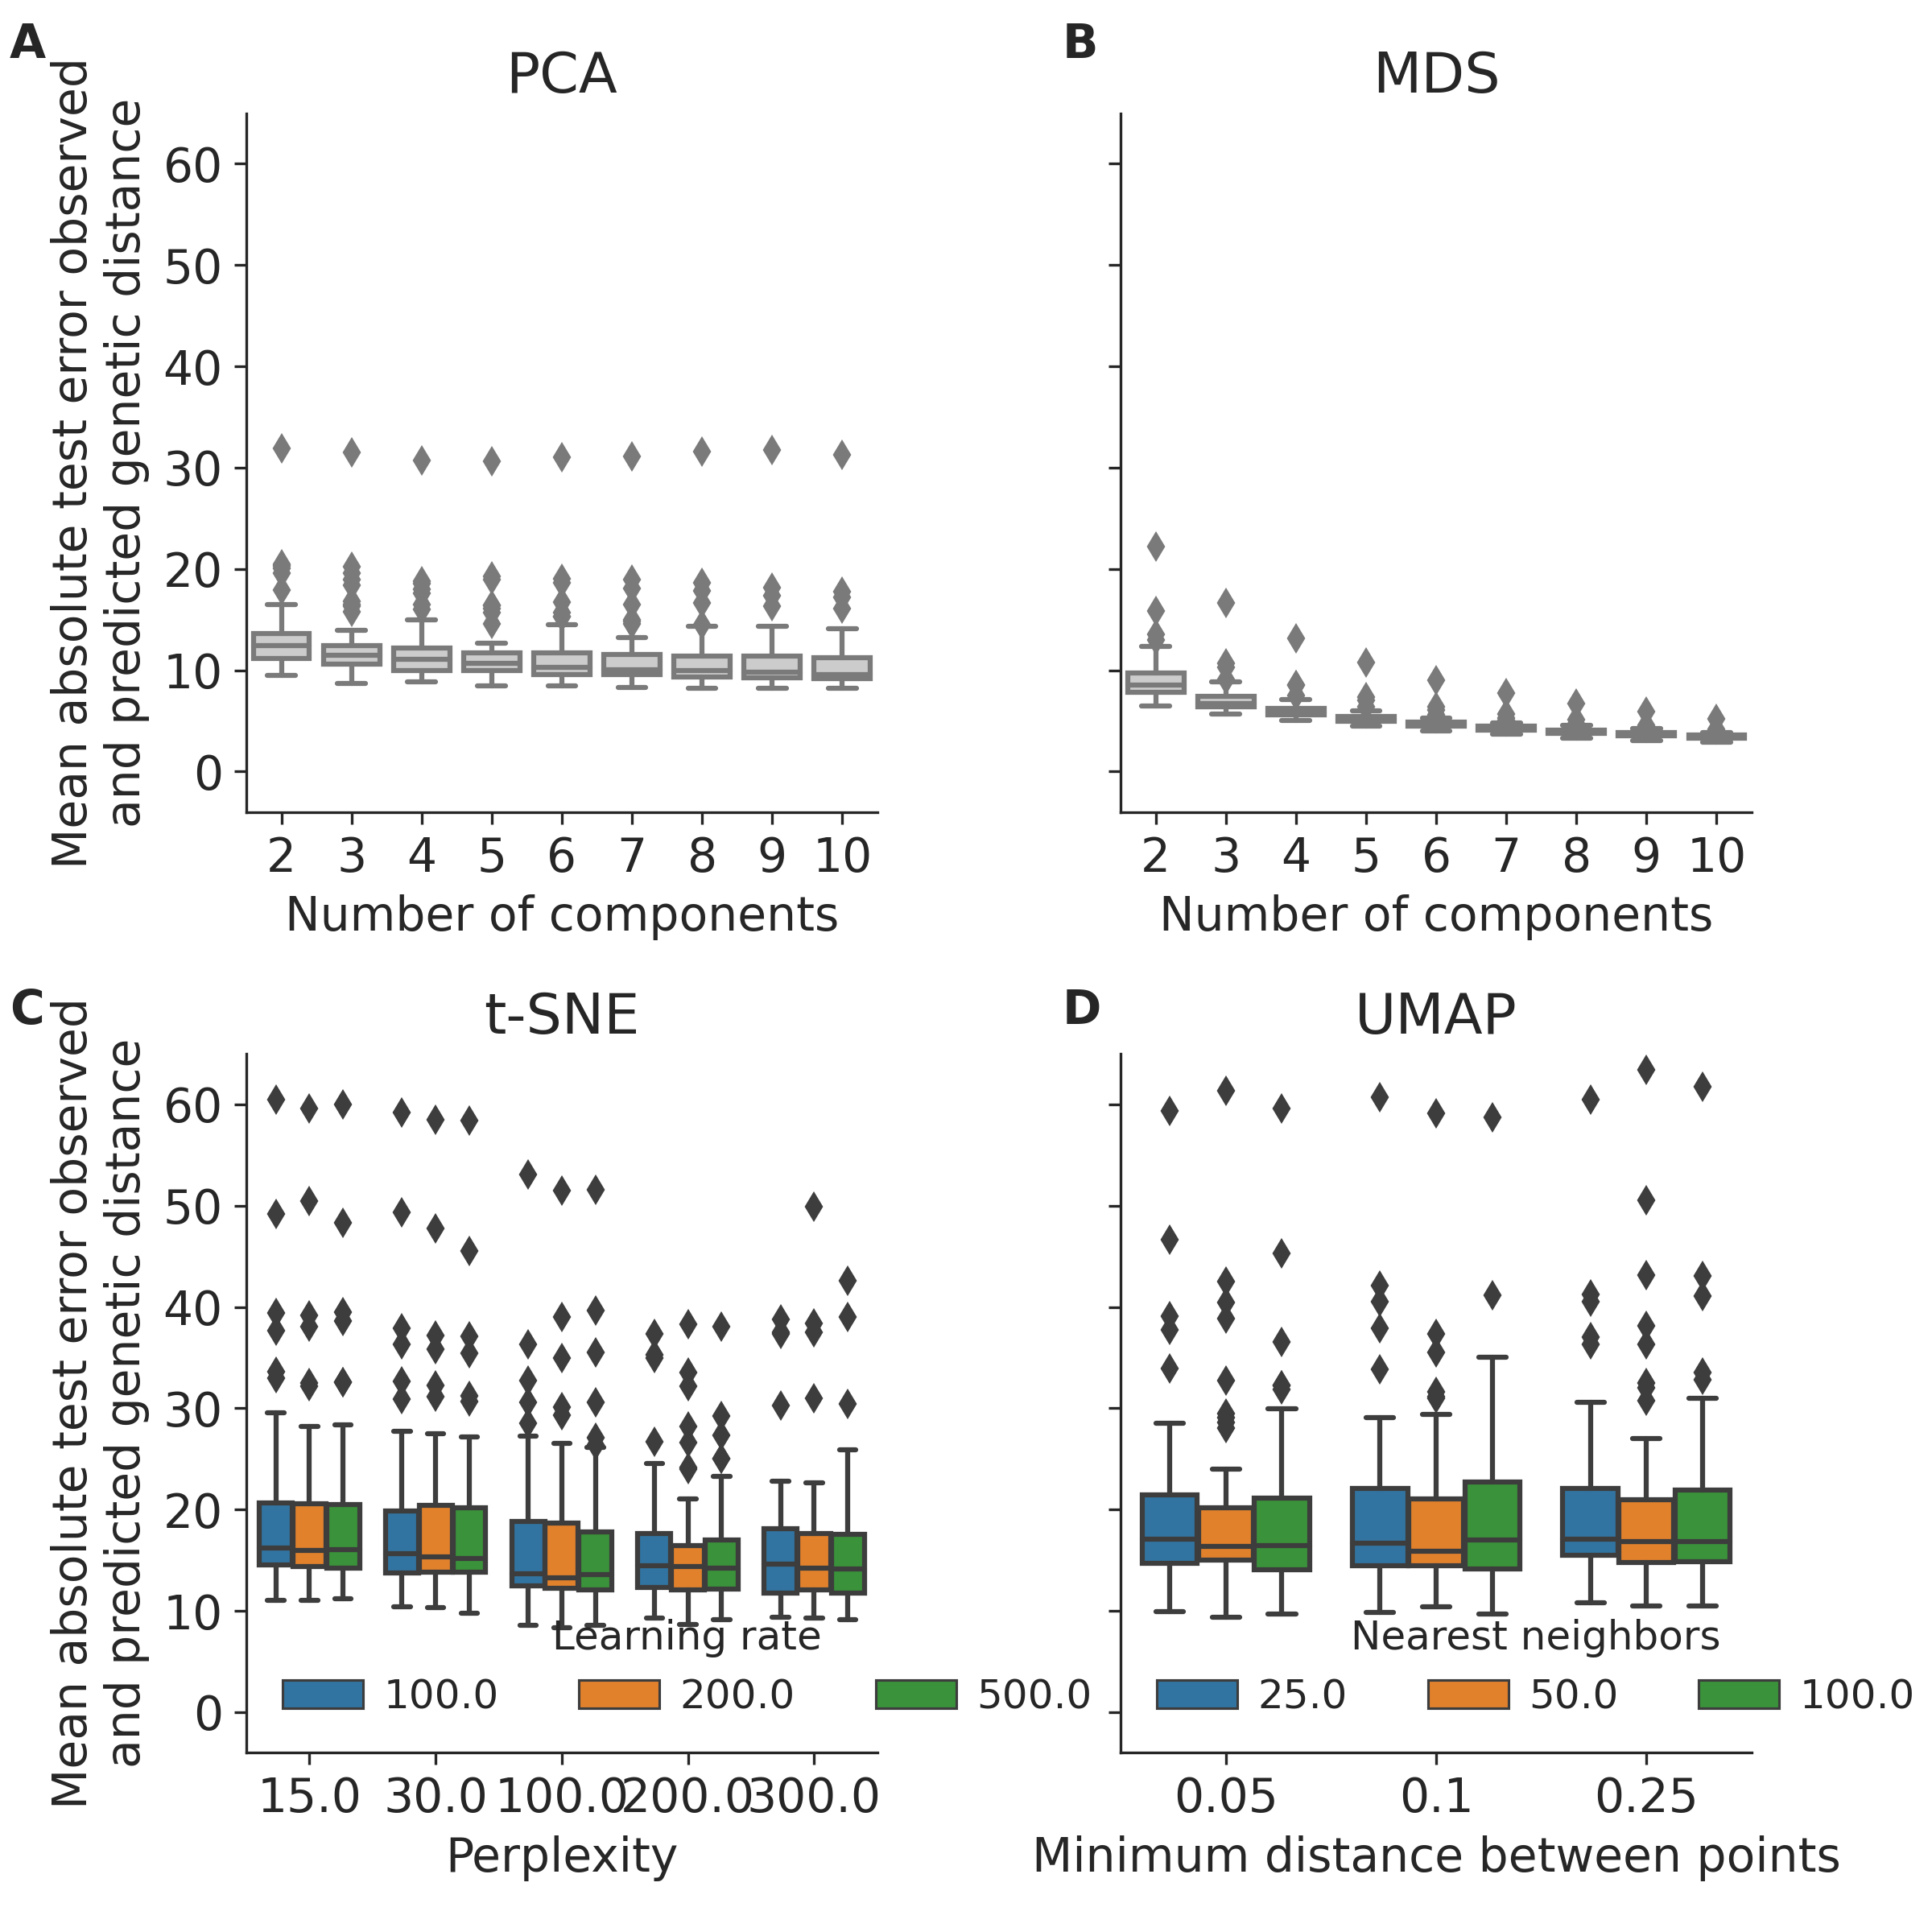 A
B
PCA
MDS
Mean absolute test error observed
and predicted genetic distance
60
50
40
30
20
10
0
2 3 4 5 6 7 8 9 10
Number of components
2 3 4 5 6 7 8 9 10
Number of components
C
D
t-SNE
UMAP
Mean absolute test error observed
and predicted genetic distance
60
50
40
30
20
10
0
Learning rate
100.0 200.0 500.0
15.0 30.0 100.0 200.0 300.0
Perplexity
Nearest neighbors
25.0 50.0 100.0
0.05 0.1 0.25
Minimum distance between points